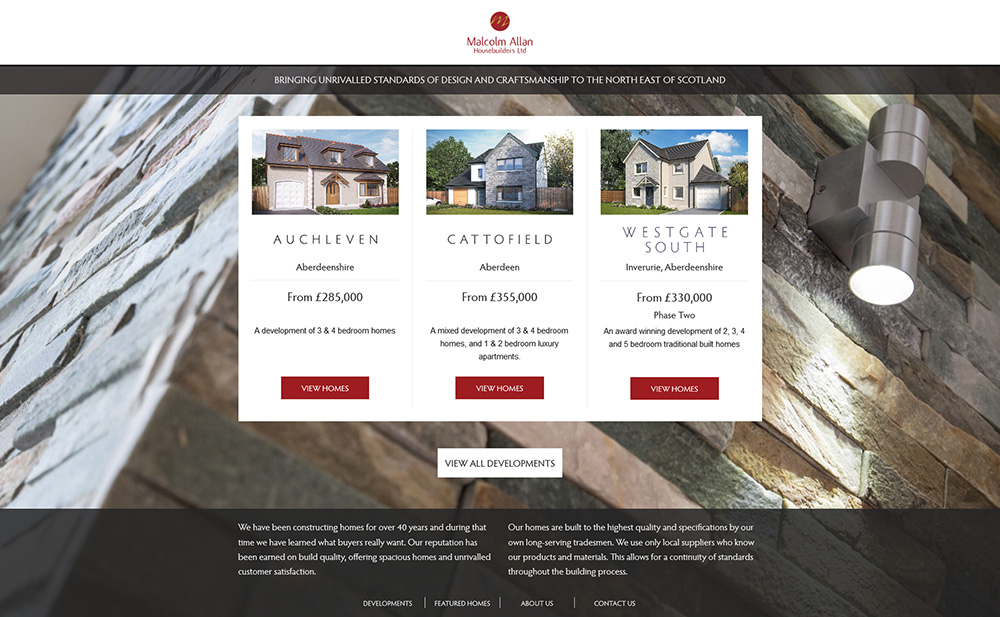 Malcolm Allan
Housebuilders Ltd
BRINGING UNRIVALLED STANDARDS OF DESIGN AND CRAFTSMANSHIP TO THE NORTH EAST OF SCOTLAND
AUCHLEVEN
Aberdeenshire
From £285,000
A development of 3 & 4 bedroom homes
VIEW HOMES
CATTOFIELD
Aberdeen
From £355,000
A mixed development of 3 & 4 bedroom
homes, and 1 & 2 bedroom luxury
apartments.
VIEW HOMES
WESTGATE
SOUTH
Inverurie, Aberdeenshire
From £330,000
Phase Two
An award winning development of 2, 3, 4
and 5 bedroom traditional built homes
VIEW HOMES
VIEW ALL DEVELOPMENTS
We have been constructing homes for over 40 years and during that
time we have learned what buyers really want. Our reputation has
been earned on build quality, offering spacious homes and unrivalled
customer satisfaction.
Our homes are built to the highest quality and specifications by our
own long-serving tradesmen. We use only local suppliers who know
our products and materials. This allows for a continuity of standards
throughout the building process.
DEVELOPMENTS | FEATURED HOMES | ABOUT US | CONTACT US